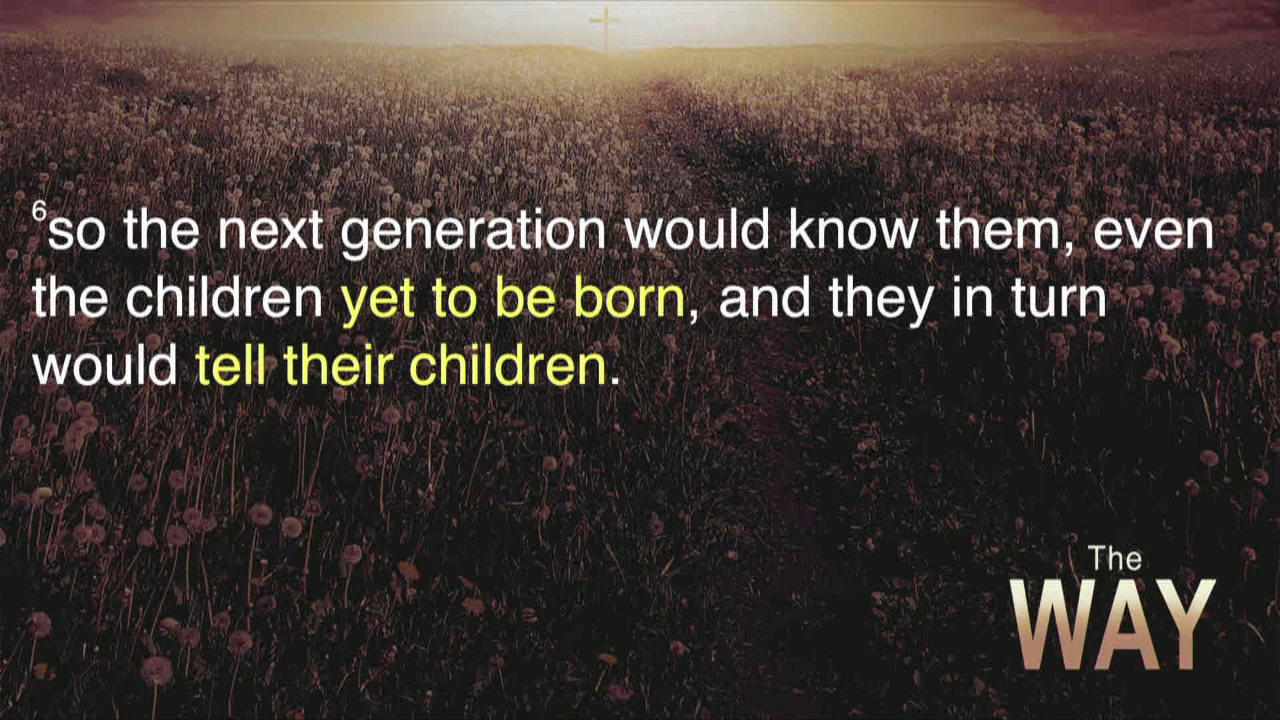 6so the next generation would know them, even
the children yet to be born, and they in turn
would tell their children.
The
WAY